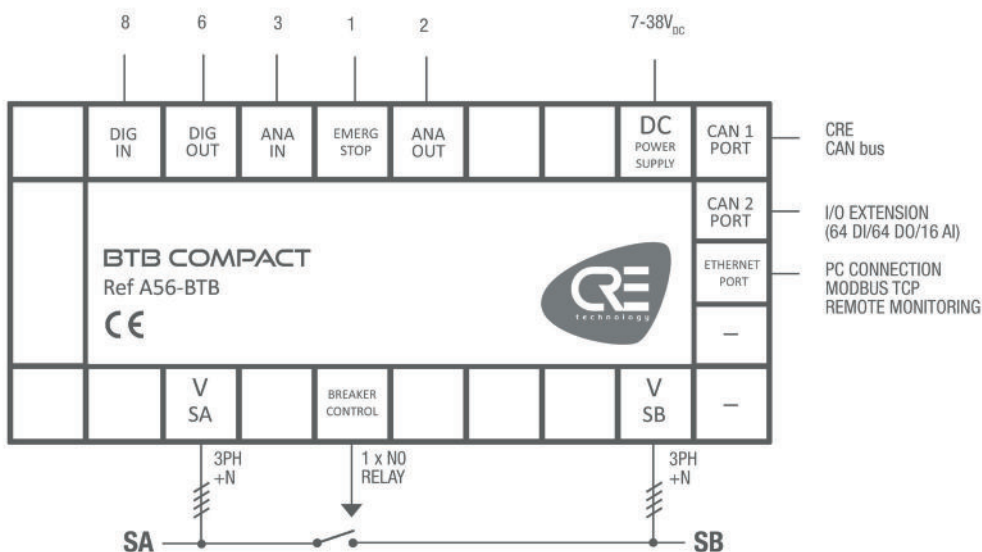 8 6 3 1 2 7-38VDC
DIG IN
DIG OUT
ANA IN
EMERG STOP
ANA OUT
DC POWER SUPPLY
CAN 1 PORT
CRE
CAN bus
CAN 2 PORT
I/O EXTENSION
(64 DI/64 DO/16 AI)
ETHERNET PORT
PC CONNECTION
MODBUS TCP
REMOTE MONITORING
BTB COMPACT
Ref A56-BTB
CE
CRE
technology
–
V SA
BREAKER CONTROL
V SB
–
3PH
+N
1 x NO
RELAY
3PH
+N
SA
SB